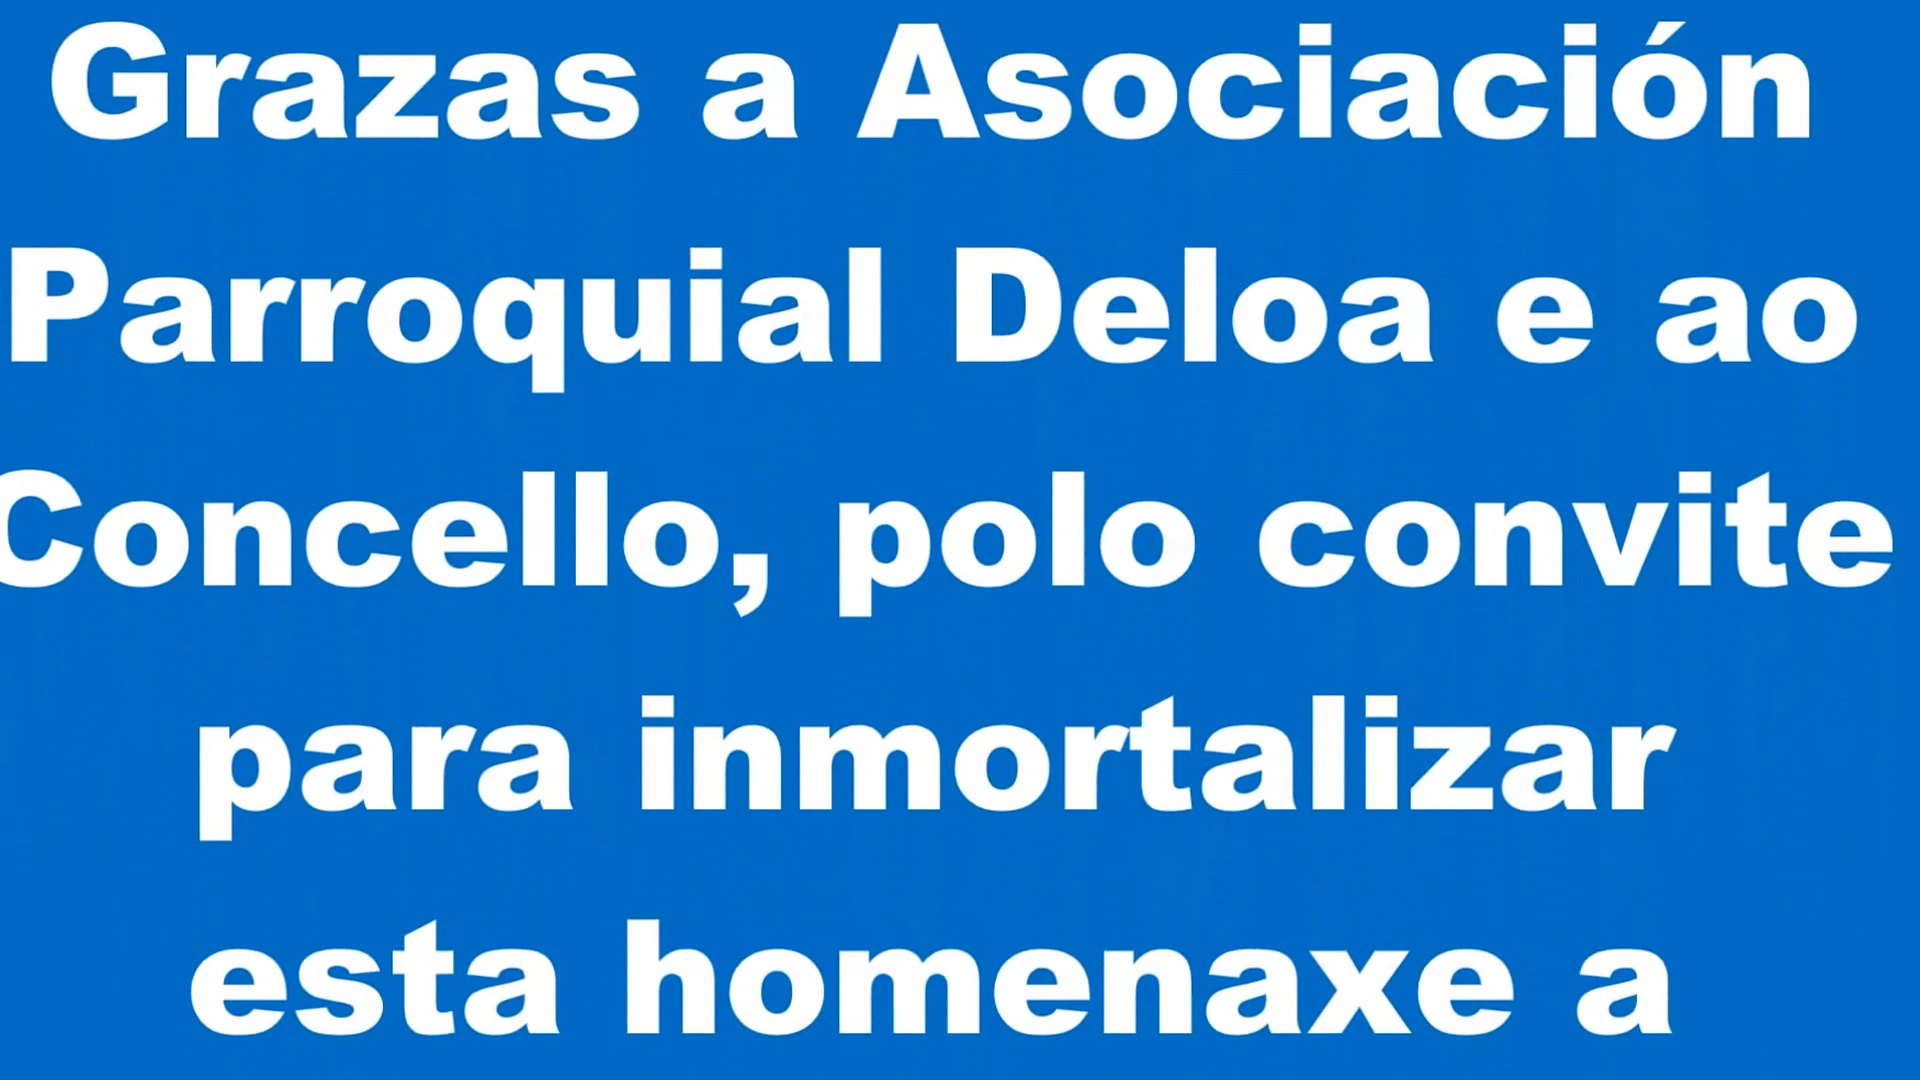 Grazas a Asociación
Parroquial Deloa e ao
Concello, polo convite
para inmortalizar
esta homenaxe a